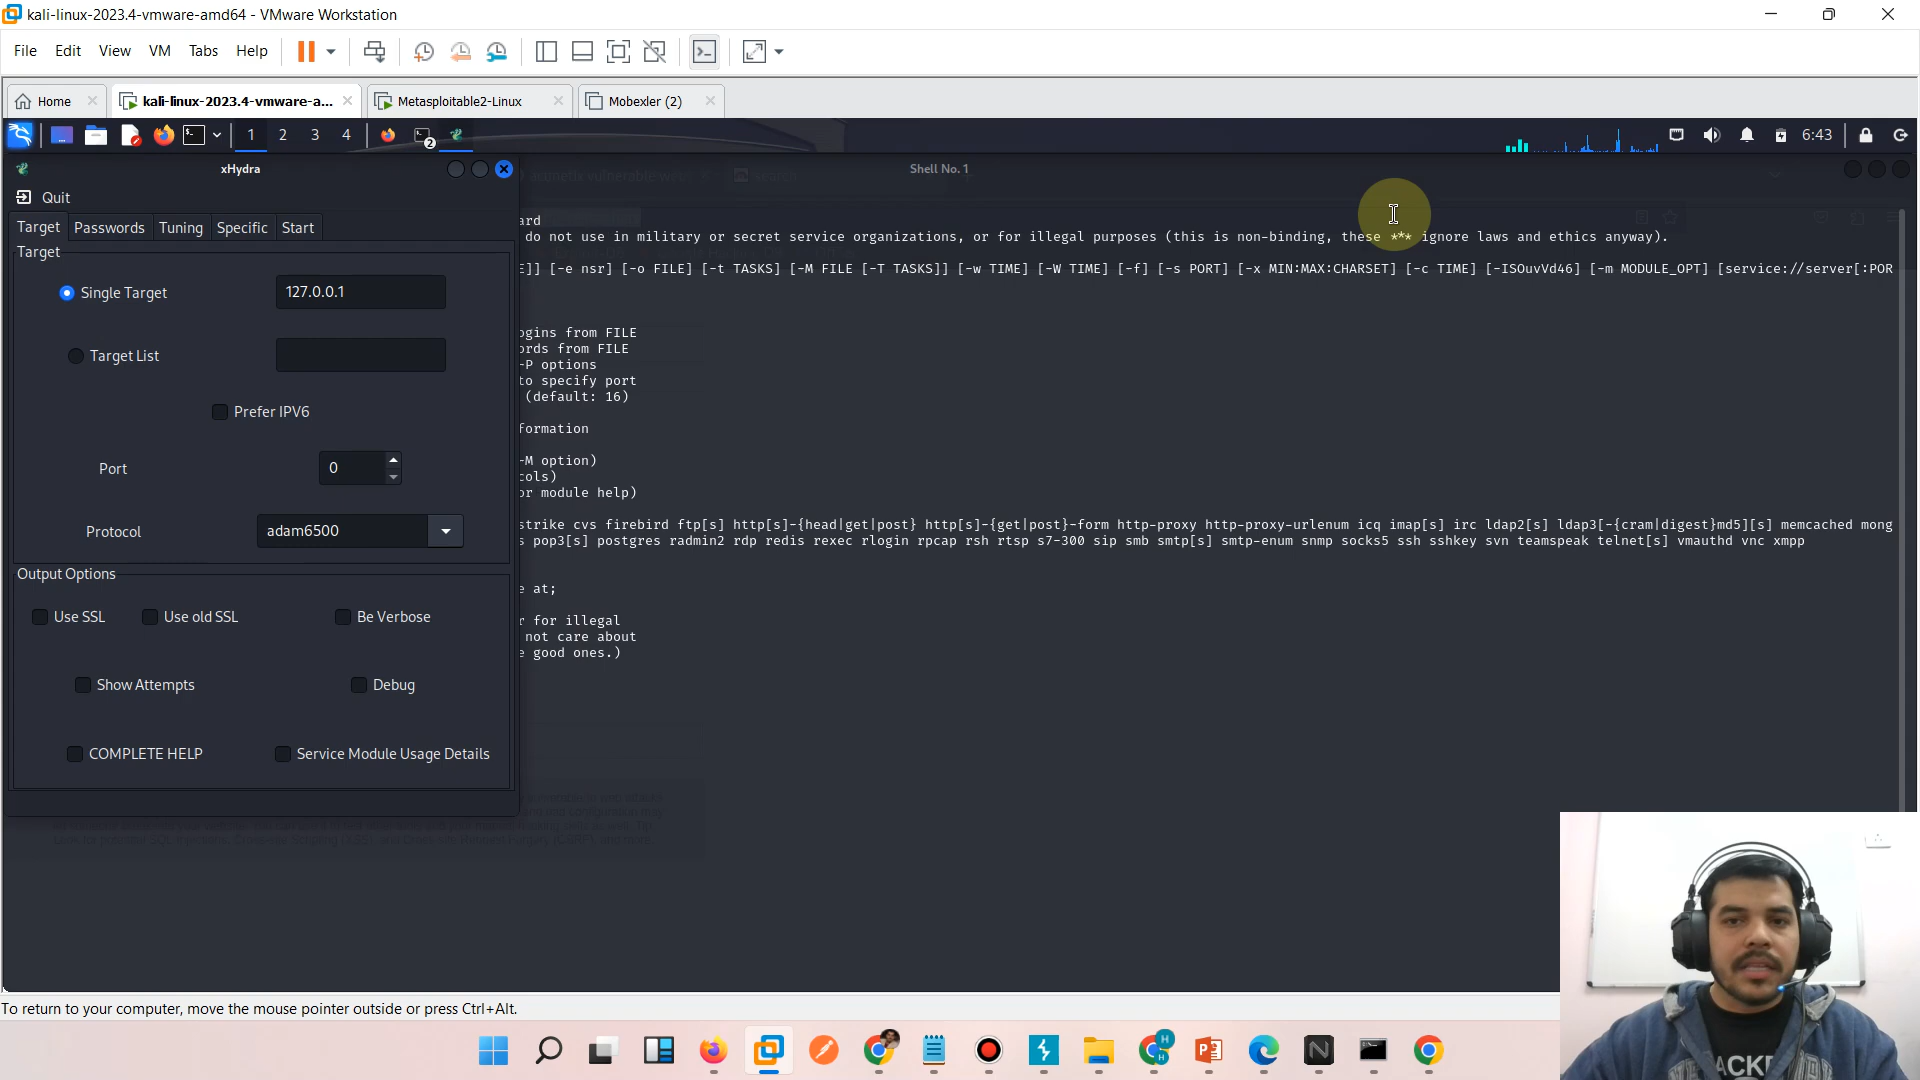 kali-linux-2023.4-vmware-amd64 - VMware Workstation
File Edit View VM Tabs Help
Home kali-linux-2023.4-vmware-a... Metasploitable2-Linux Mobexler (2)
1 2 3 4 2 6:43
xHydra Shell No. 1
Quit
Target Passwords Tuning Specific Start
Target
Single Target 127.0.0.1
Target List
Prefer IPV6
Port 0
Protocol adam6500
Output Options
Use SSL Use old SSL Be Verbose
Show Attempts Debug
COMPLETE HELP Service Module Usage Details
ard
do not use in military or secret service organizations, or for illegal purposes (this is non-binding, these *** ignore laws and ethics anyway).
E]] [-e nsr] [-o FILE] [-t TASKS] [-M FILE [-T TASKS]] [-w TIME] [-W TIME] [-f] [-s PORT] [-x MIN:MAX:CHARSET] [-c TIME] [-ISOuvVd46] [-m MODULE_OPT] [service://server[:POR
ogins from FILE
ords from FILE
-P options
to specify port
(default: 16)
formation
-M option)
cols)
or module help)
strike cvs firebird ftp[s] http[s]-{head|get|post} http[s]-{get|post}-form http-proxy http-proxy-urlenum icq imap[s] irc ldap2[s] ldap3[-{cram|digest}md5][s] memcached mong
s pop3[s] postgres radmin2 rdp redis rexec rlogin rpcap rsh rtsp s7-300 sip smb smtp[s] smtp-enum snmp socks5 ssh sshkey svn teamspeak telnet[s] vmauthd vnc xmpp
e at;
r for illegal
not care about
e good ones.)
To return to your computer, move the mouse pointer outside or press Ctrl+Alt.